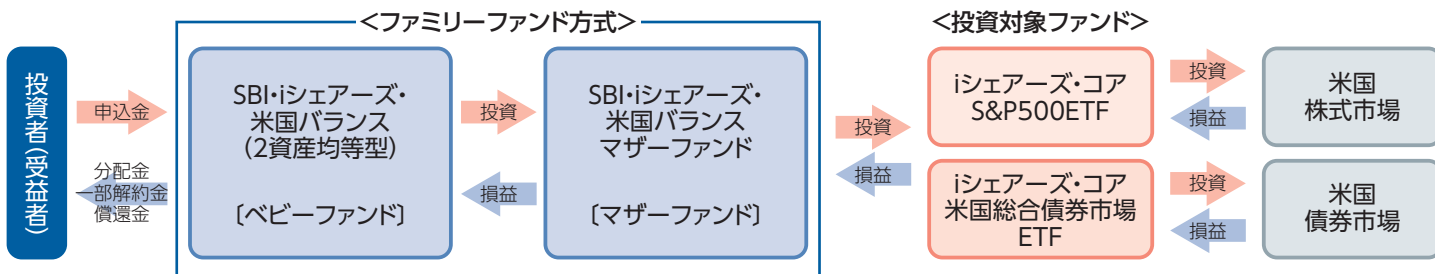 <ファミリーファンド方式>
<投資対象ファンド>
投資者(受益者)
申込金
分配金
一部解約金
償還金
SBI・iシェアーズ・
米国バランス
(2資産均等型)
〔ベビーファンド〕
投資
損益
SBI・iシェアーズ・
米国バランス
マザーファンド
〔マザーファンド〕
投資
損益
iシェアーズ・コア
S&P500ETF
投資
損益
米国
株式市場
iシェアーズ・コア
米国総合債券市場
ETF
投資
損益
米国
債券市場